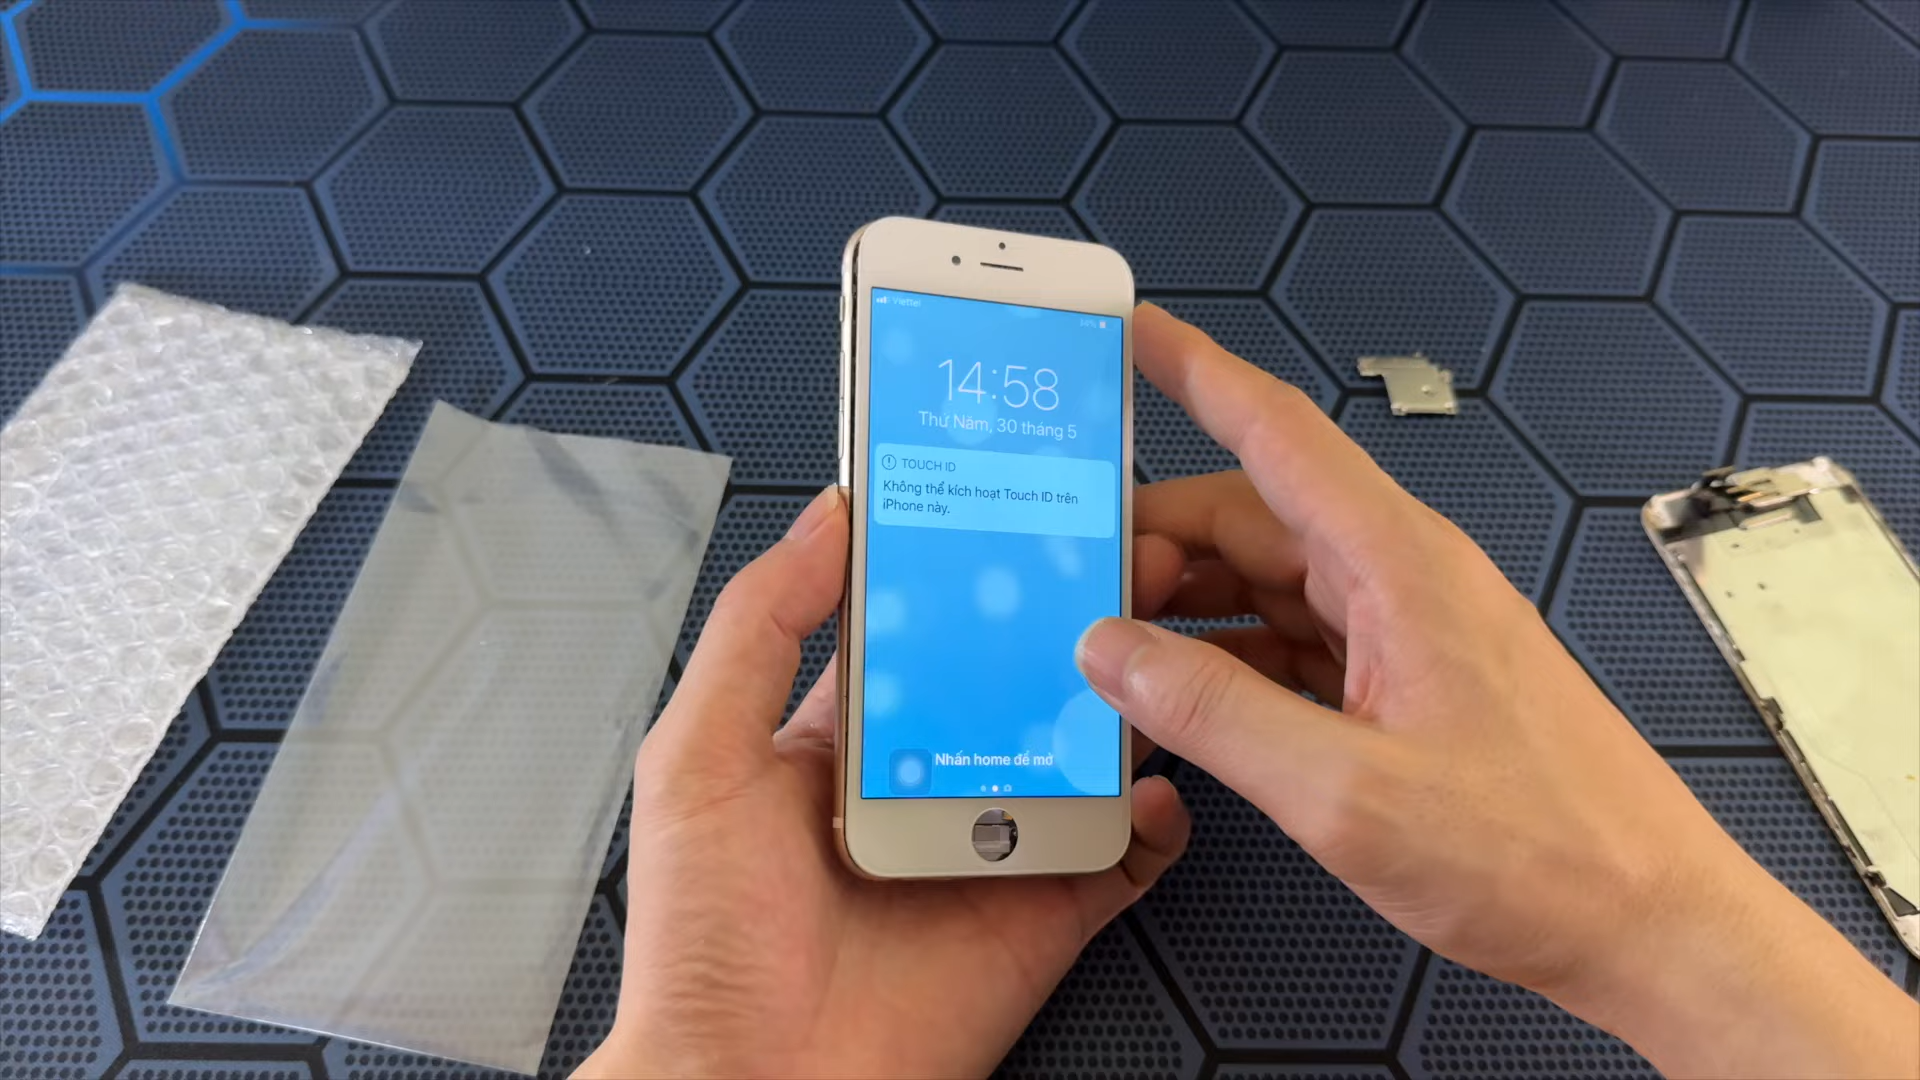 Viettel
14:58
Thứ Năm, 30 tháng 5
TOUCH ID
Không thể kích hoạt Touch ID trên
iPhone này.
Nhấn home để mở